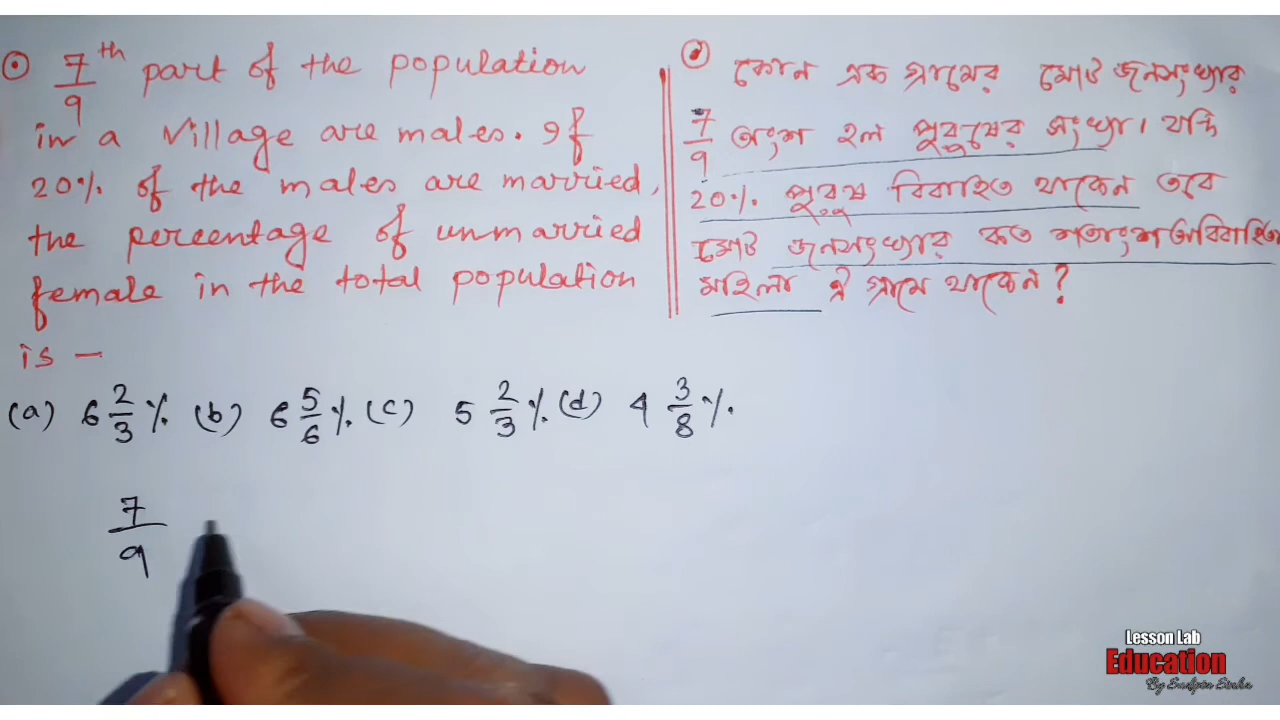 ⊙ 7/9 th part of the population
in a village are males. If
20% of the males are married,
the percentage of unmarried
female in the total population
is —
কোন এক গ্রামের মোট জনসংখ্যার
7/9 অংশ হল পুরুষের সংখ্যা। যদি
20% পুরুষ বিবাহিত থাকেন তবে
মোট জনসংখ্যার কত শতাংশ অবিবাহিত
মহিলা ঐ গ্রামে থাকেন?
(a) 6 2/3 % (b) 6 5/6 % (c) 5 2/3 % (d) 4 3/8 %.
7/9
Lesson Lab
Education